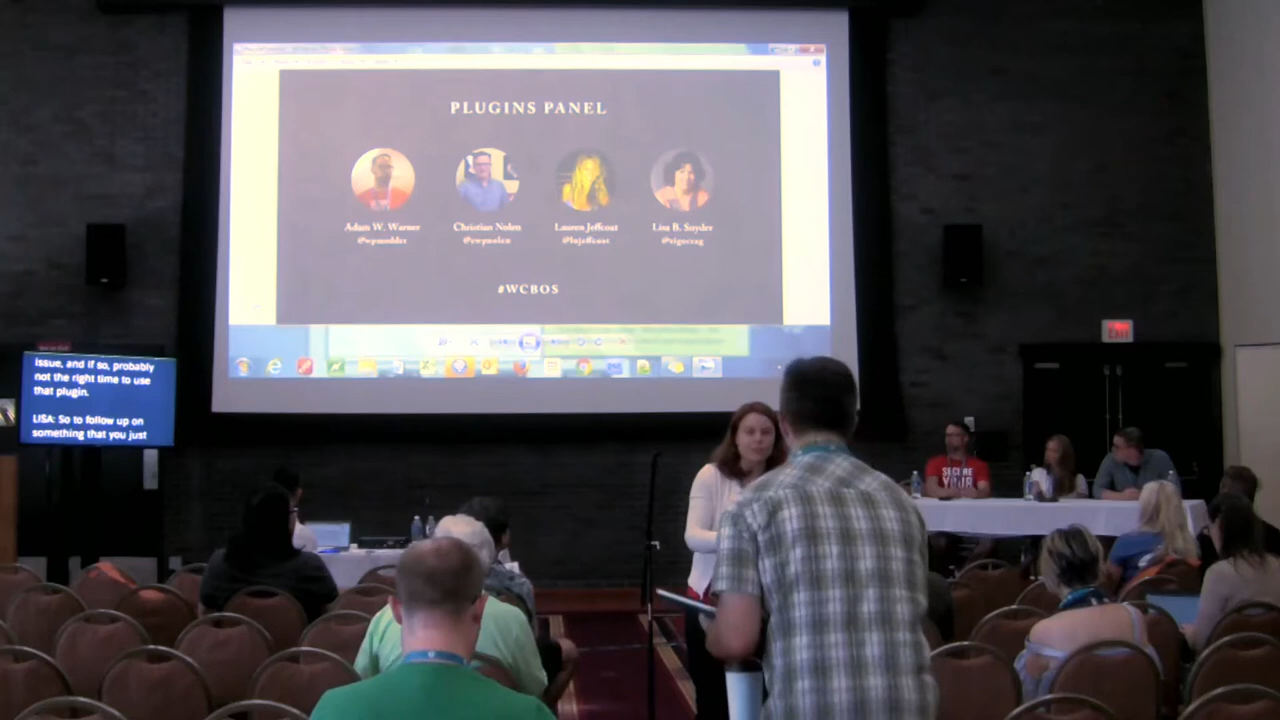 PLUGINS PANEL
Adam W. Warner
Christian Nolen
Lauren Jeffcoat
Lisa B. Snyder
@wpmodder
@cwpnolen
@lnjeffcoat
#WCBOS
EXIT
issue, and if so, probably
not the right time to use
that plugin.
LISA: So to follow up on
something that you just
SECURE
YOUR